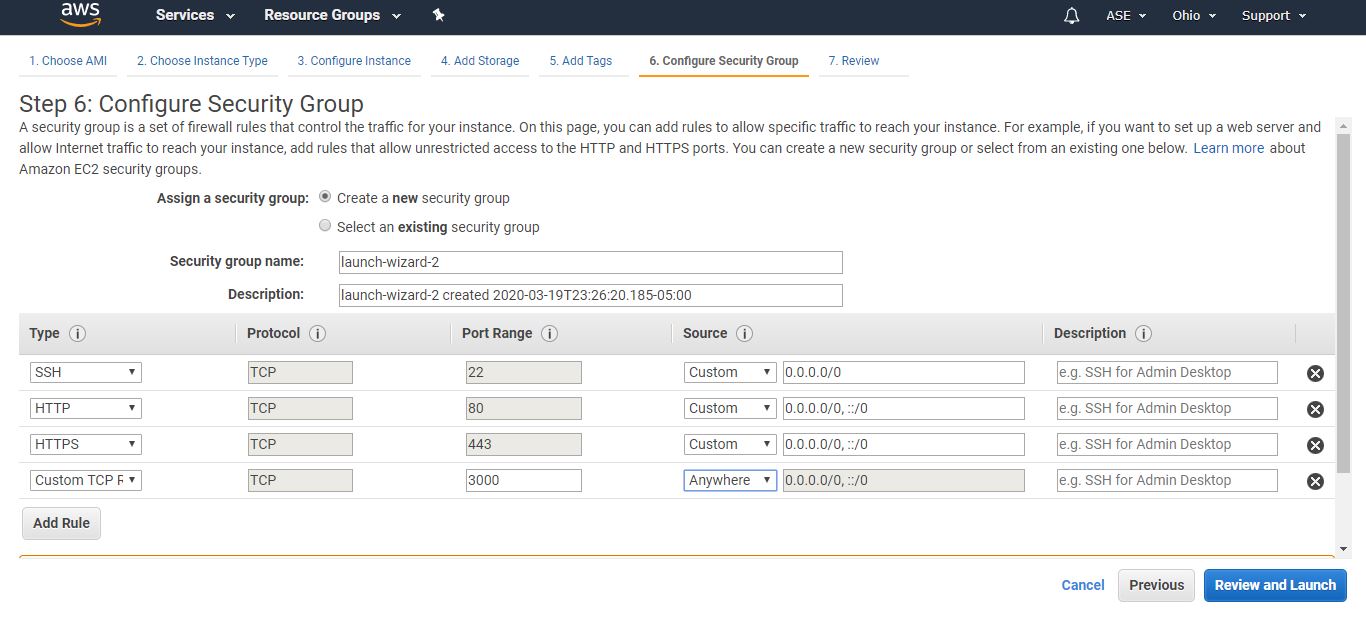 aws Services Resource Groups ASE Ohio Support
1. Choose AMI 2. Choose Instance Type 3. Configure Instance 4. Add Storage 5. Add Tags 6. Configure Security Group 7. Review
Step 6: Configure Security Group
A security group is a set of firewall rules that control the traffic for your instance. On this page, you can add rules to allow specific traffic to reach your instance. For example, if you want to set up a web server and
allow Internet traffic to reach your instance, add rules that allow unrestricted access to the HTTP and HTTPS ports. You can create a new security group or select from an existing one below. Learn more about
Amazon EC2 security groups.
Assign a security group: Create a new security group
Select an existing security group
Security group name: launch-wizard-2
Description: launch-wizard-2 created 2020-03-19T23:26:20.185-05:00
Type i Protocol i Port Range i Source i Description i
SSH TCP 22 Custom 0.0.0.0/0 e.g. SSH for Admin Desktop
HTTP TCP 80 Custom 0.0.0.0/0, ::/0 e.g. SSH for Admin Desktop
HTTPS TCP 443 Custom 0.0.0.0/0, ::/0 e.g. SSH for Admin Desktop
Custom TCP R TCP 3000 Anywhere 0.0.0.0/0, ::/0 e.g. SSH for Admin Desktop
Add Rule
Cancel Previous Review and Launch